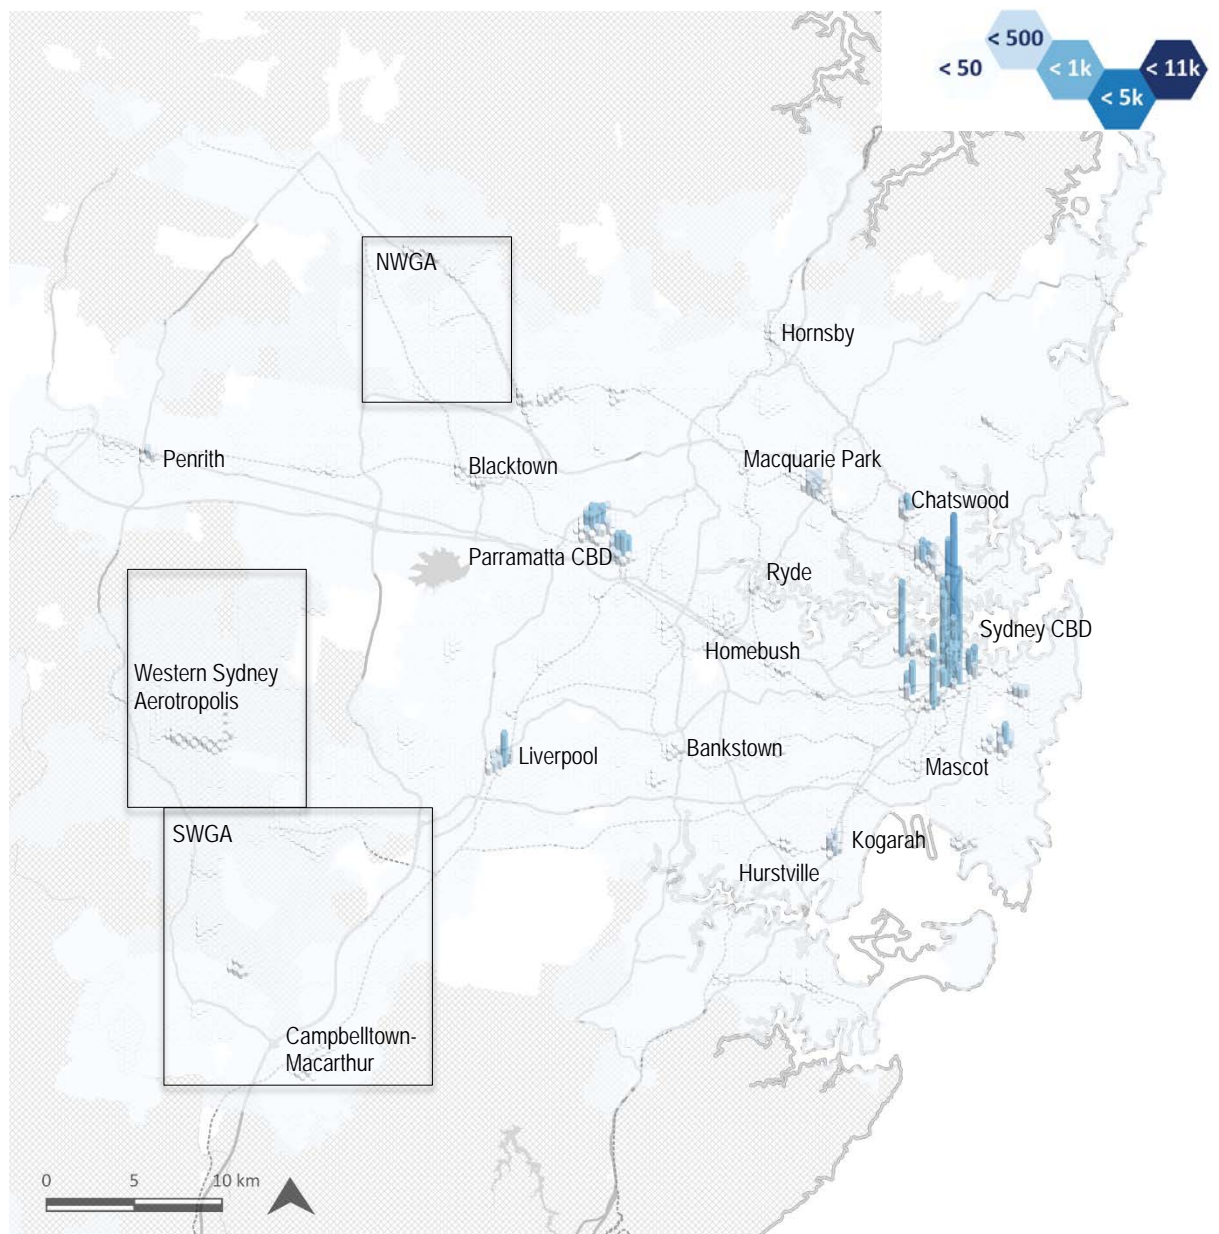 < 500
< 50
< 1k
< 11k
< 5k
NWGA
Hornsby
Penrith
Blacktown
Macquarie Park
Chatswood
Parramatta CBD
Ryde
Sydney CBD
Homebush
Western Sydney
Aerotropolis
Liverpool
Bankstown
Mascot
SWGA
Kogarah
Hurstville
Campbelltown-
Macarthur
0 5 10 km